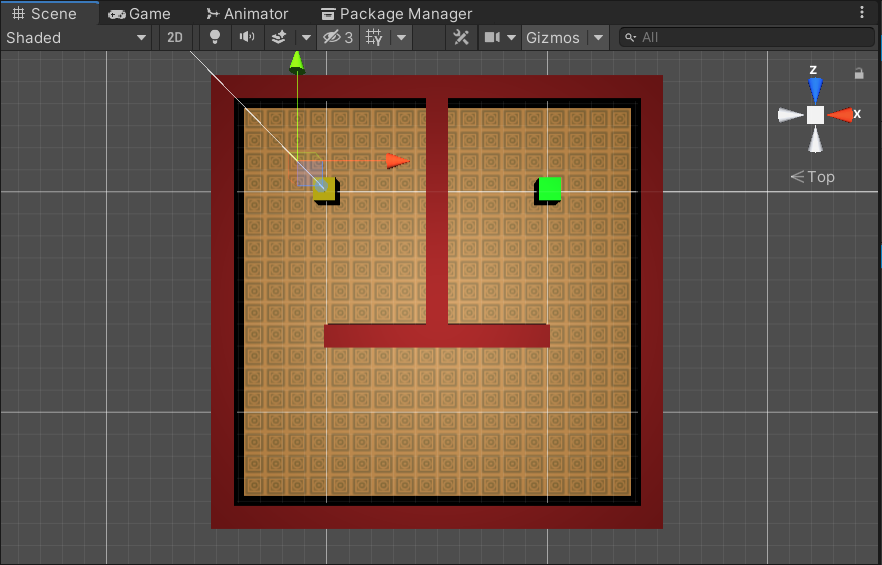 Scene Game Animator Package Manager
Shaded 2D 3 Gizmos All
Z
X
Top